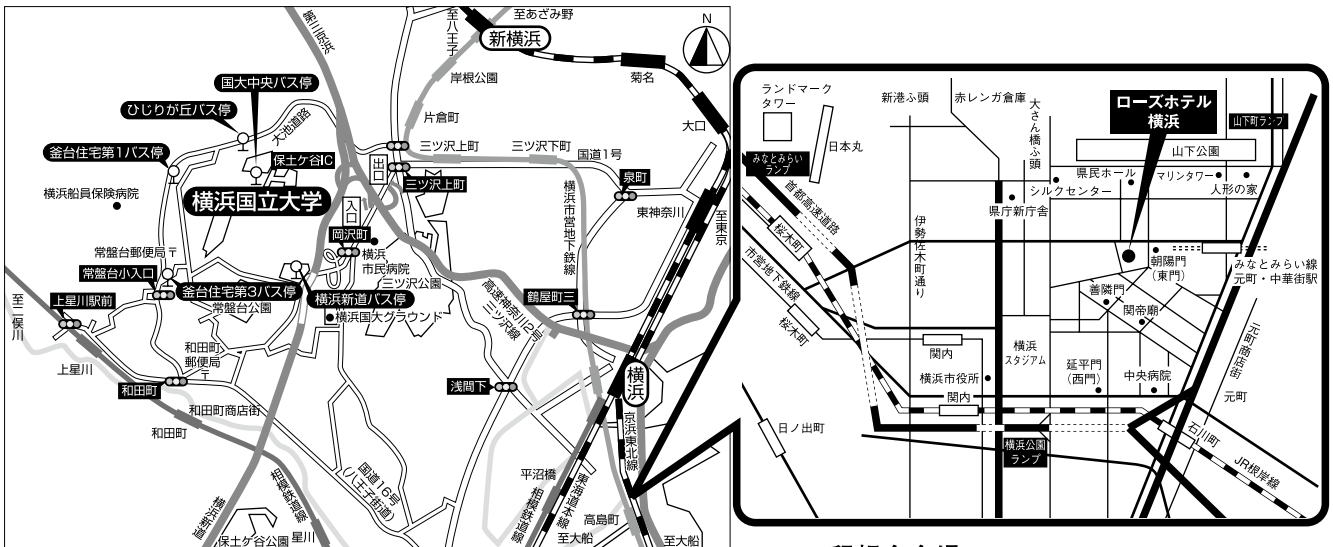 第三京浜
至八王子
至あざみ野
新横浜
N
岸根公園
菊名
国大中央バス停
ひじりが丘バス停
大池道路
片倉町
大口
釜台住宅第1バス停
保土ケ谷IC
出口
三ツ沢上町
三ツ沢下町
国道1号
三ツ沢上町
泉町
横浜船員保険病院
横浜国立大学
入口
横浜市営地下鉄線
東神奈川
至東京
岡沢町
横浜
市民病院
三ツ沢公園
常盤台郵便局〒
常盤台小入口
釜台住宅第3バス停
横浜新道バス停
常盤台公園
横浜国大グラウンド
上星川駅前
至二俣川
高速神奈川2号
三ツ沢線
鶴屋町三
上星川
和田町
郵便局
〒
和田町
浅間下
横浜
和田町商店街
和田町
京浜東北線
国道16号
(八王子街道)
平沼橋
相模鉄道線
横浜新道
相模鉄道線
東海道本線
高島町
保土ケ谷公園
星川
至大船
至大船
ランドマーク
タワー
新港ふ頭
赤レンガ倉庫
大さん橋ふ頭
ローズホテル
横浜
山下町ランプ
日本丸
山下公園
みなとみらい
ランプ
県民ホール
マリンタワー
シルクセンター
人形の家
首都高速道路
県庁新庁舎
桜木町
伊勢佐木町通り
市営地下鉄線
朝陽門
(東門)
みなとみらい線
元町・中華街駅
善隣門
関帝廟
桜木町
関内
横浜
スタジアム
元町商店街
延平門
(西門)
中央病院
横浜市役所
関内
元町
日ノ出町
石川町
横浜公園
ランプ
JR根岸線